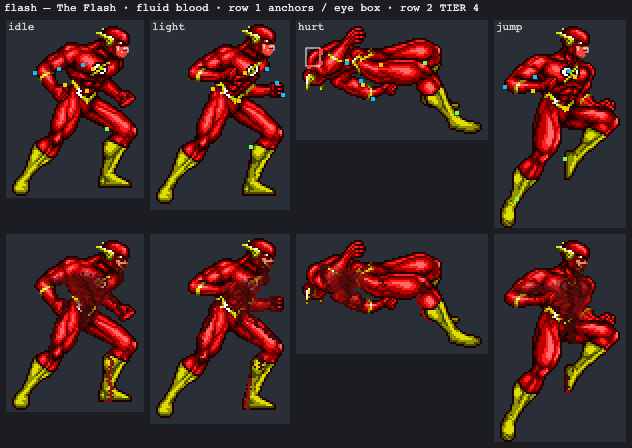 flash — The Flash · fluid blood · row 1 anchors / eye box · row 2 TIER 4
idle
light
hurt
jump